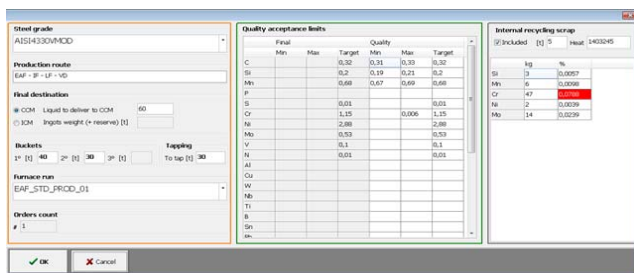 Steel grade
AISI4330VMOD
Production route
EAF - IF - LF - VD
Final destination
CCM Liquid to deliver to CCM 60
ICM Ingots weight (+ reserve) [t]
Buckets Tapping
1° [t] 40 2° [t] 30 3° [t] To tap [t] 30
Furnace run
EAF_STD_PROD_01
Orders count
# 1
Quality acceptance limits
Final Quality
Min Max Target Min Max Target
C 0,32 0,31 0,33 0,32
Si 0,2 0,19 0,21 0,2
Mn 0,68 0,67 0,69 0,68
P
S 0,01 0,01
Cr 1,15 0,006 1,15
Ni 2,88 2,88
Mo 0,53 0,53
V 0,1 0,1
N 0,01 0,01
Al
Cu
W
Nb
Ti
B
Sn
Internal recycling scrap
Included [t] 5 Heat 1403245
kg %
Si 3 0,0057
Mn 6 0,0098
Cr 47 0,0788
Ni 2 0,0039
Mo 14 0,0239
OK Cancel